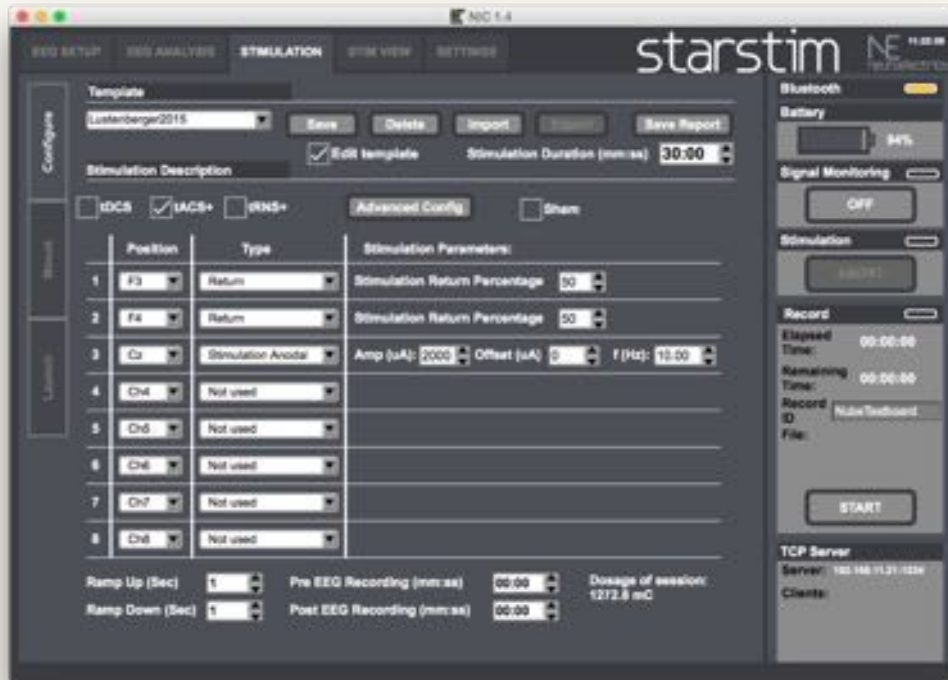 NIC 1.4
EEG SETUP EEG ANALYSIS STIMULATION STIM VIEW SETTINGS
starstim NE neuroelectrics
Configure
Template
Lustenberger2015 Save Delete Import Save Report
Edit template Stimulation Duration (mm:ss) 30:00
Stimulation Description
tDCS tACS+ tRNS+ Advanced Config Sham
Position Type Stimulation Parameters:
1 F3 Return Stimulation Return Percentage 50
2 F4 Return Stimulation Return Percentage 50
3 Cz Stimulation Anodal Amp (uA): 2000 Offset (uA) 0 f (Hz): 10.00
4 Ch4 Not used
5 Ch5 Not used
6 Ch6 Not used
7 Ch7 Not used
8 Ch8 Not used
Ramp Up (Sec) 1 Pre EEG Recording (mm:ss) 00:00 Dosage of session:
1272.8 mC
Ramp Down (Sec) 1 Post EEG Recording (mm:ss) 00:00
Mount
Launch
Bluetooth
Battery
94%
Signal Monitoring
OFF
Stimulation
ABORT
Record
Elapsed
Time: 00:00:00
Remaining
Time: 00:00:00
Record
ID
File:
START
TCP Server
Server:
Clients: